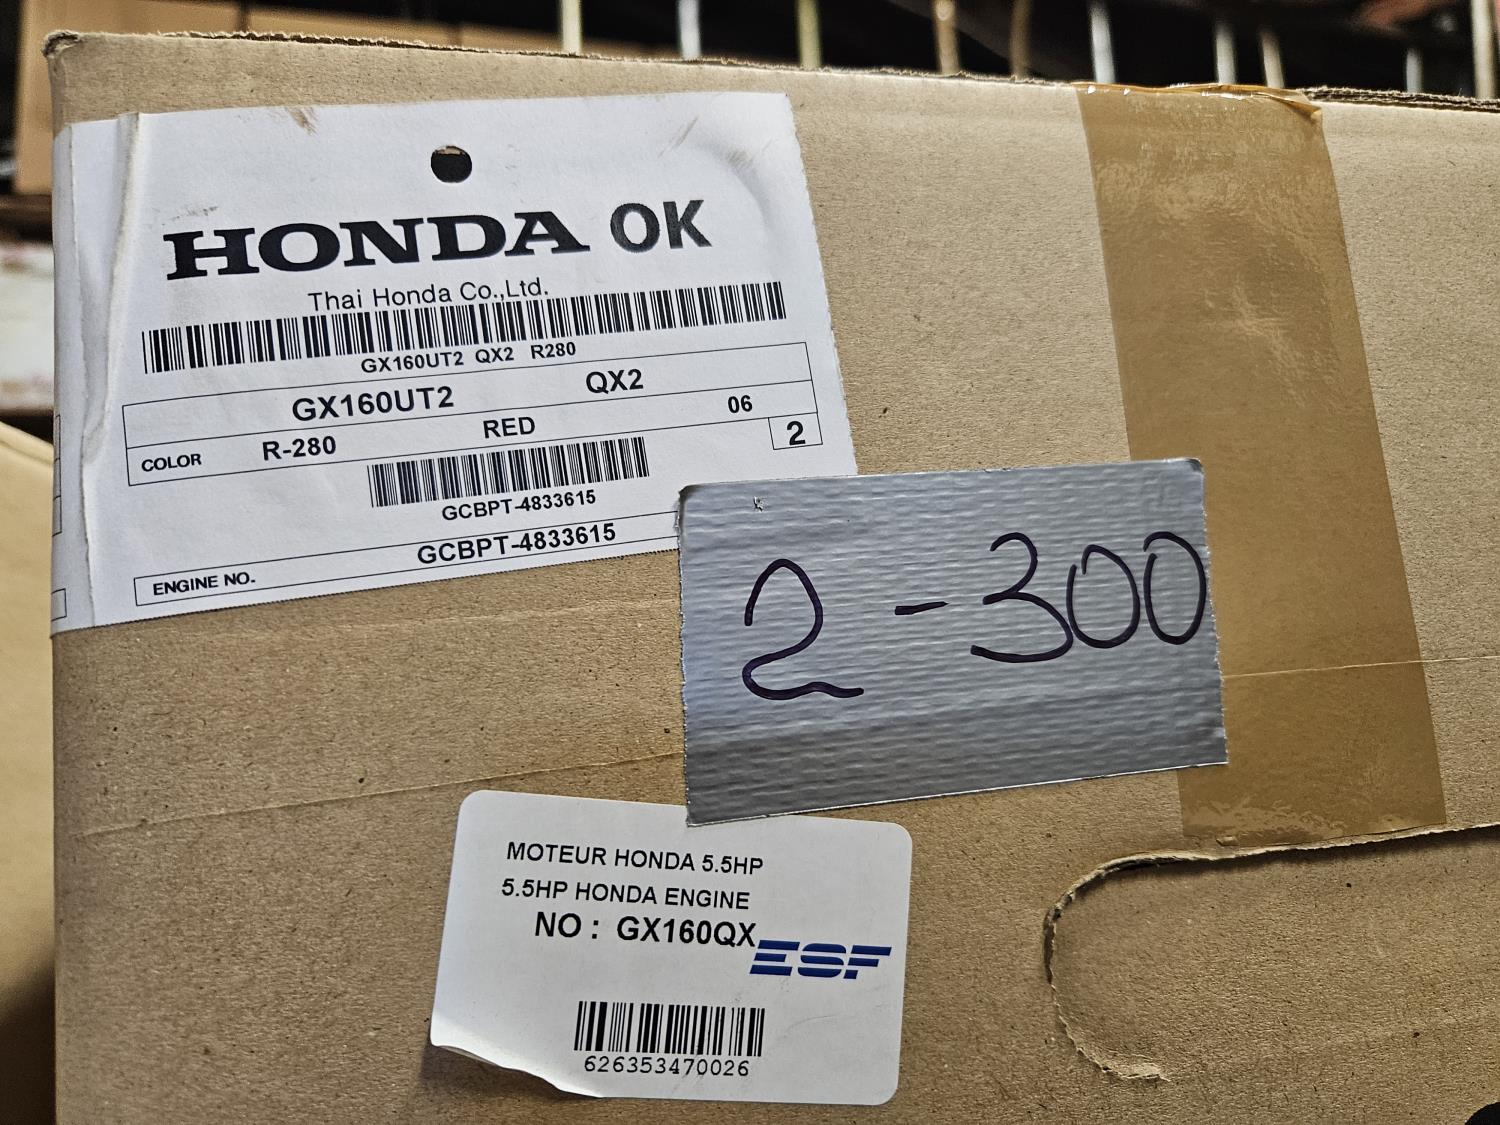 HONDA OK
Thai Honda Co.,Ltd.
GX160UT2 QX2 R280
GX160UT2 QX2
COLOR R-280 RED 06
2
GCBPT-4833615
ENGINE NO. GCBPT-4833615
2-300
MOTEUR HONDA 5.5HP
5.5HP HONDA ENGINE
NO : GX160QX
ESF
626353470026